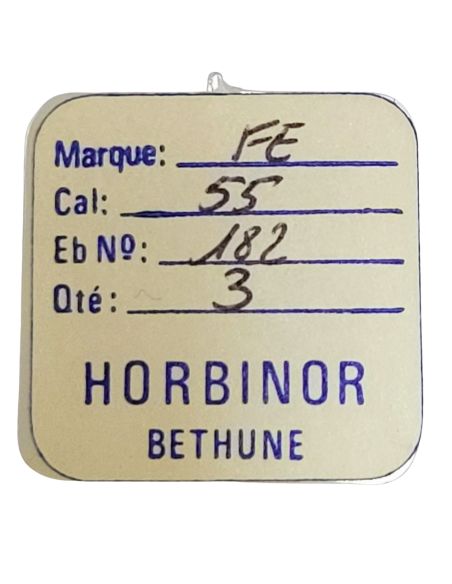 Marque: FE
Cal: 55
Eb Nº: 182
Qté: 3
HORBINOR
BETHUNE